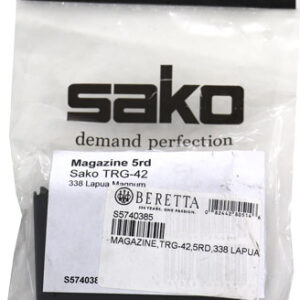 sako
demand perfection
Magazine 5rd
Sako TRG-42
338 Lapua Magnum
BERETTA
S5740385
MAGAZINE,TRG-42,5RD,338 LAPUA
S574038